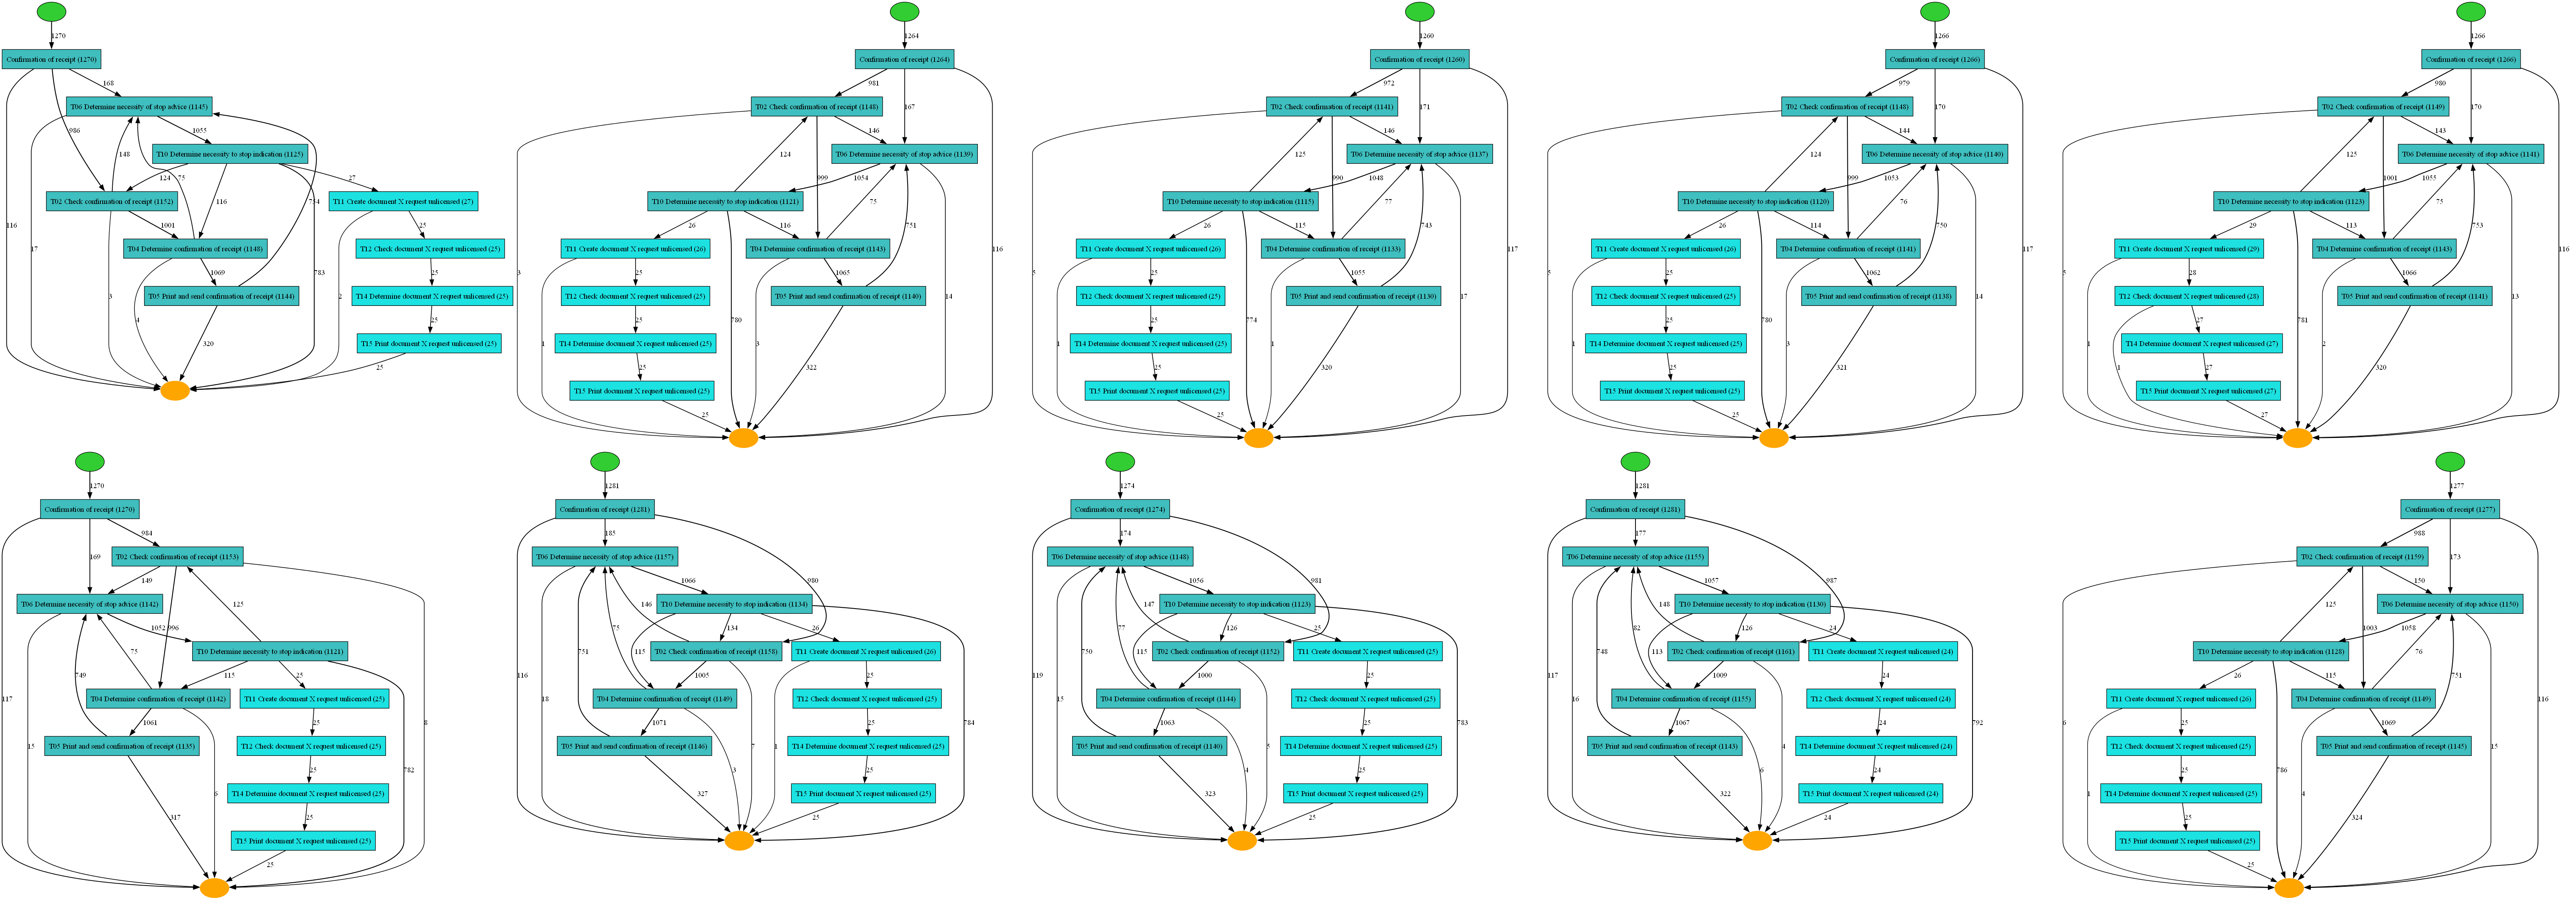 1270
Confirmation of receipt (1270)
168
T06 Determine necessity of stop advice (1145)
986
1055
T10 Determine necessity to stop indication (1125)
148
75
124
27
T02 Check confirmation of receipt (1152)
T11 Create document X request unlicensed (27)
116
17
116
754
1001
25
T04 Determine confirmation of receipt (1148)
T12 Check document X request unlicensed (25)
1069
783
25
3
2
T05 Print and send confirmation of receipt (1144)
T14 Determine document X request unlicensed (25)
4
25
320
T15 Print document X request unlicensed (25)
25
1264
Confirmation of receipt (1264)
981
T02 Check confirmation of receipt (1148)
167
146
T06 Determine necessity of stop advice (1139)
124
999
1054
75
T10 Determine necessity to stop indication (1121)
26
116
751
T11 Create document X request unlicensed (26)
T04 Determine confirmation of receipt (1143)
116
3
25
1065
T12 Check document X request unlicensed (25)
T05 Print and send confirmation of receipt (1140)
14
25
780
1
3
T14 Determine document X request unlicensed (25)
25
322
T15 Print document X request unlicensed (25)
25
1260
Confirmation of receipt (1260)
972
T02 Check confirmation of receipt (1141)
171
146
T06 Determine necessity of stop advice (1137)
125
990
1048
77
T10 Determine necessity to stop indication (1115)
26
115
743
T11 Create document X request unlicensed (26)
T04 Determine confirmation of receipt (1133)
117
5
25
1055
T12 Check document X request unlicensed (25)
T05 Print and send confirmation of receipt (1130)
17
25
774
1
1
T14 Determine document X request unlicensed (25)
25
320
T15 Print document X request unlicensed (25)
25
1266
Confirmation of receipt (1266)
979
T02 Check confirmation of receipt (1148)
170
144
T06 Determine necessity of stop advice (1140)
124
999
1053
76
T10 Determine necessity to stop indication (1120)
26
114
750
T11 Create document X request unlicensed (26)
T04 Determine confirmation of receipt (1141)
117
5
25
1062
T12 Check document X request unlicensed (25)
T05 Print and send confirmation of receipt (1138)
14
25
780
1
3
T14 Determine document X request unlicensed (25)
25
321
T15 Print document X request unlicensed (25)
25
1266
Confirmation of receipt (1266)
980
T02 Check confirmation of receipt (1149)
170
143
T06 Determine necessity of stop advice (1141)
125
1001
1055
75
T10 Determine necessity to stop indication (1123)
29
113
753
T11 Create document X request unlicensed (29)
T04 Determine confirmation of receipt (1143)
116
5
28
1066
T12 Check document X request unlicensed (28)
T05 Print and send confirmation of receipt (1141)
13
27
781
1
2
T14 Determine document X request unlicensed (27)
1
27
320
T15 Print document X request unlicensed (27)
27
1270
Confirmation of receipt (1270)
984
T02 Check confirmation of receipt (1153)
169
149
T06 Determine necessity of stop advice (1142)
125
996
1052
75
T10 Determine necessity to stop indication (1121)
749
115
25
T04 Determine confirmation of receipt (1142)
T11 Create document X request unlicensed (25)
117
8
1061
25
T05 Print and send confirmation of receipt (1135)
T12 Check document X request unlicensed (25)
15
25
782
6
T14 Determine document X request unlicensed (25)
317
25
T15 Print document X request unlicensed (25)
25
1281
Confirmation of receipt (1281)
185
T06 Determine necessity of stop advice (1157)
980
1066
T10 Determine necessity to stop indication (1134)
146
75
134
26
T02 Check confirmation of receipt (1158)
T11 Create document X request unlicensed (26)
751
115
116
18
1005
25
T04 Determine confirmation of receipt (1149)
T12 Check document X request unlicensed (25)
784
1071
25
7
1
T05 Print and send confirmation of receipt (1146)
T14 Determine document X request unlicensed (25)
3
327
25
T15 Print document X request unlicensed (25)
25
1274
Confirmation of receipt (1274)
174
T06 Determine necessity of stop advice (1148)
981
1056
T10 Determine necessity to stop indication (1123)
147
77
126
25
T02 Check confirmation of receipt (1152)
T11 Create document X request unlicensed (25)
750
115
119
15
1000
25
T04 Determine confirmation of receipt (1144)
T12 Check document X request unlicensed (25)
783
1063
25
5
T05 Print and send confirmation of receipt (1140)
T14 Determine document X request unlicensed (25)
4
323
25
T15 Print document X request unlicensed (25)
25
1281
Confirmation of receipt (1281)
177
T06 Determine necessity of stop advice (1155)
987
1057
T10 Determine necessity to stop indication (1130)
148
82
126
24
T02 Check confirmation of receipt (1161)
T11 Create document X request unlicensed (24)
748
113
117
16
1009
24
T04 Determine confirmation of receipt (1155)
T12 Check document X request unlicensed (24)
792
1067
24
4
T05 Print and send confirmation of receipt (1143)
T14 Determine document X request unlicensed (24)
6
322
24
T15 Print document X request unlicensed (24)
24
1277
Confirmation of receipt (1277)
988
T02 Check confirmation of receipt (1159)
173
150
T06 Determine necessity of stop advice (1150)
125
1003
1058
76
T10 Determine necessity to stop indication (1128)
26
115
751
T11 Create document X request unlicensed (26)
T04 Determine confirmation of receipt (1149)
116
6
25
1069
T12 Check document X request unlicensed (25)
T05 Print and send confirmation of receipt (1145)
15
25
786
1
4
T14 Determine document X request unlicensed (25)
25
324
T15 Print document X request unlicensed (25)
25